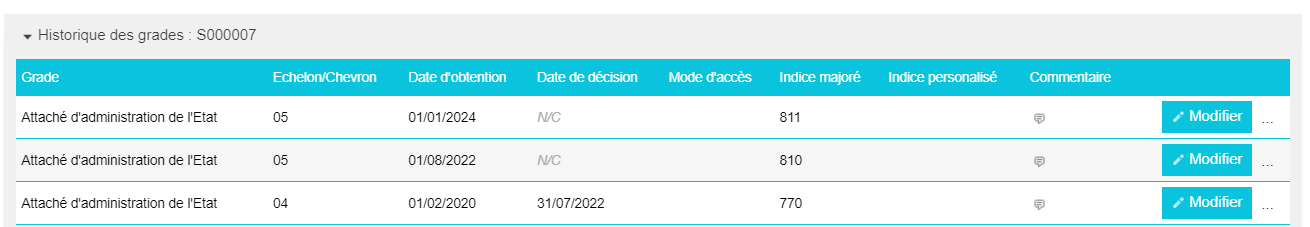 Historique des grades : S000007
Grade Echelon/Chevron Date d'obtention Date de décision Mode d'accès Indice majoré Indice personalisé Commentaire
Attaché d'administration de l'Etat 05 01/01/2024 N/C 811 Modifier ...
Attaché d'administration de l'Etat 05 01/08/2022 N/C 810 Modifier ...
Attaché d'administration de l'Etat 04 01/02/2020 31/07/2022 770 Modifier ...